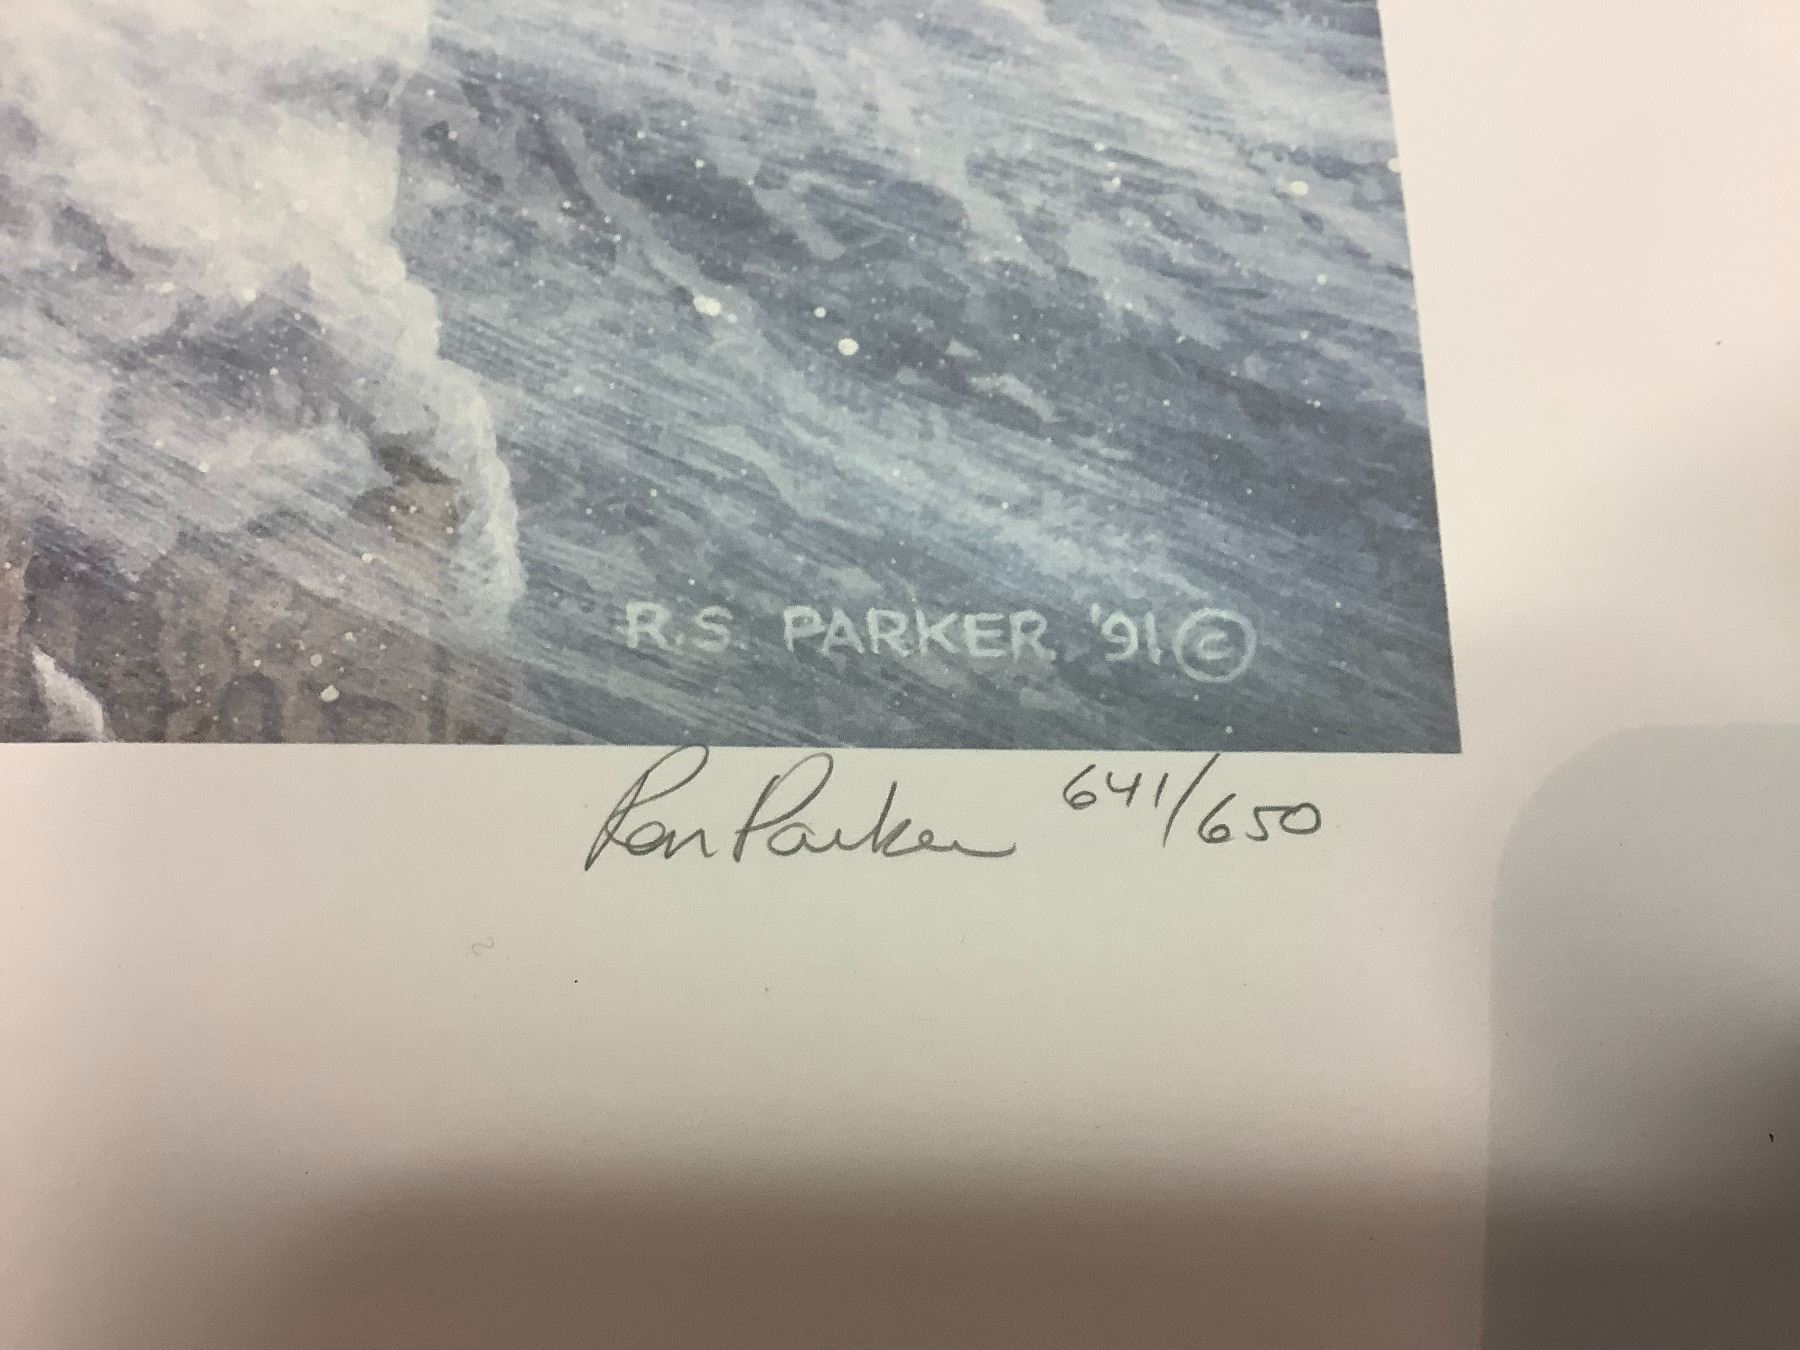 R.S. PARKER '91 ©
Ron Parker 641/650